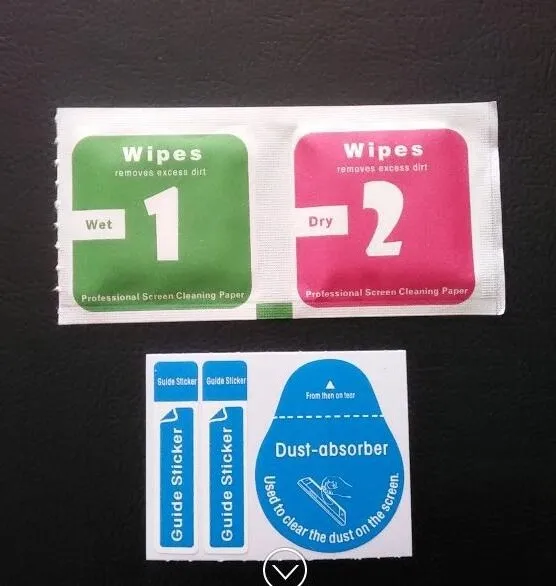 Wipes
removes excess dirt
Wet
1
Professional Screen Cleaning Paper
Wipes
removes excess dirt
Dry
2
Professional Screen Cleaning Paper
Guide Sticker
Guide Sticker
Guide Sticker
Guide Sticker
From then on tear
Dust-absorber
Used to clear the dust on the screen.